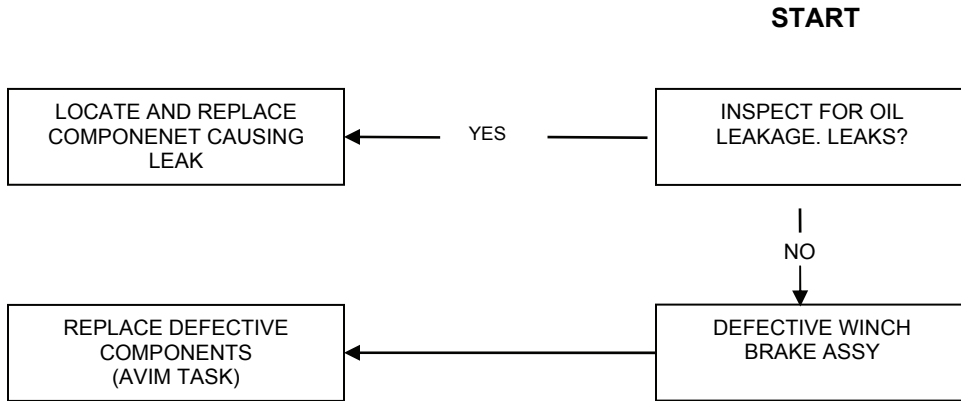 START
LOCATE AND REPLACE
COMPONENET CAUSING
LEAK
YES
INSPECT FOR OIL
LEAKAGE. LEAKS?
NO
REPLACE DEFECTIVE
COMPONENTS
(AVIM TASK)
DEFECTIVE WINCH
BRAKE ASSY